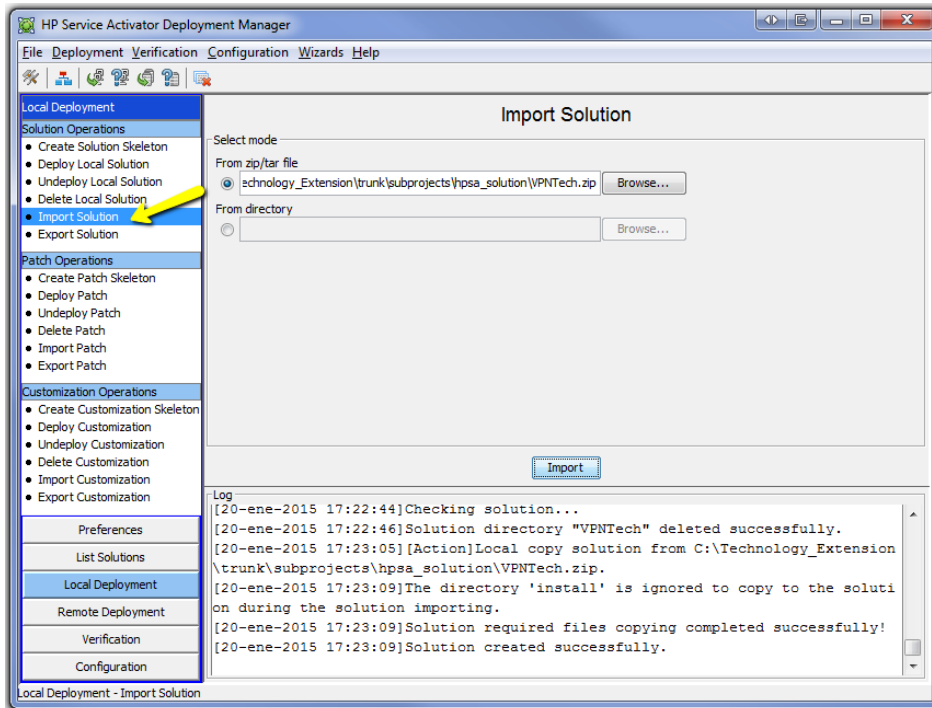 HP Service Activator Deployment Manager
File Deployment Verification Configuration Wizards Help
Local Deployment
Solution Operations
Create Solution Skeleton
Deploy Local Solution
Undeploy Local Solution
Delete Local Solution
Import Solution
Export Solution
Patch Operations
Create Patch Skeleton
Deploy Patch
Undeploy Patch
Delete Patch
Import Patch
Export Patch
Customization Operations
Create Customization Skeleton
Deploy Customization
Undeploy Customization
Delete Customization
Import Customization
Export Customization
Preferences
List Solutions
Local Deployment
Remote Deployment
Verification
Configuration
Import Solution
Select mode
From zip/tar file
echnology_Extension\trunk\subprojects\hpsa_solution\VPNTech.zip Browse...
From directory
Browse...
Import
Log
[20-ene-2015 17:22:44]Checking solution...
[20-ene-2015 17:22:46]Solution directory "VPNTech" deleted successfully.
[20-ene-2015 17:23:05][Action]Local copy solution from C:\Technology_Extension
\trunk\subprojects\hpsa_solution\VPNTech.zip.
[20-ene-2015 17:23:09]The directory 'install' is ignored to copy to the soluti
on during the solution importing.
[20-ene-2015 17:23:09]Solution required files copying completed successfully!
[20-ene-2015 17:23:09]Solution created successfully.
Local Deployment - Import Solution